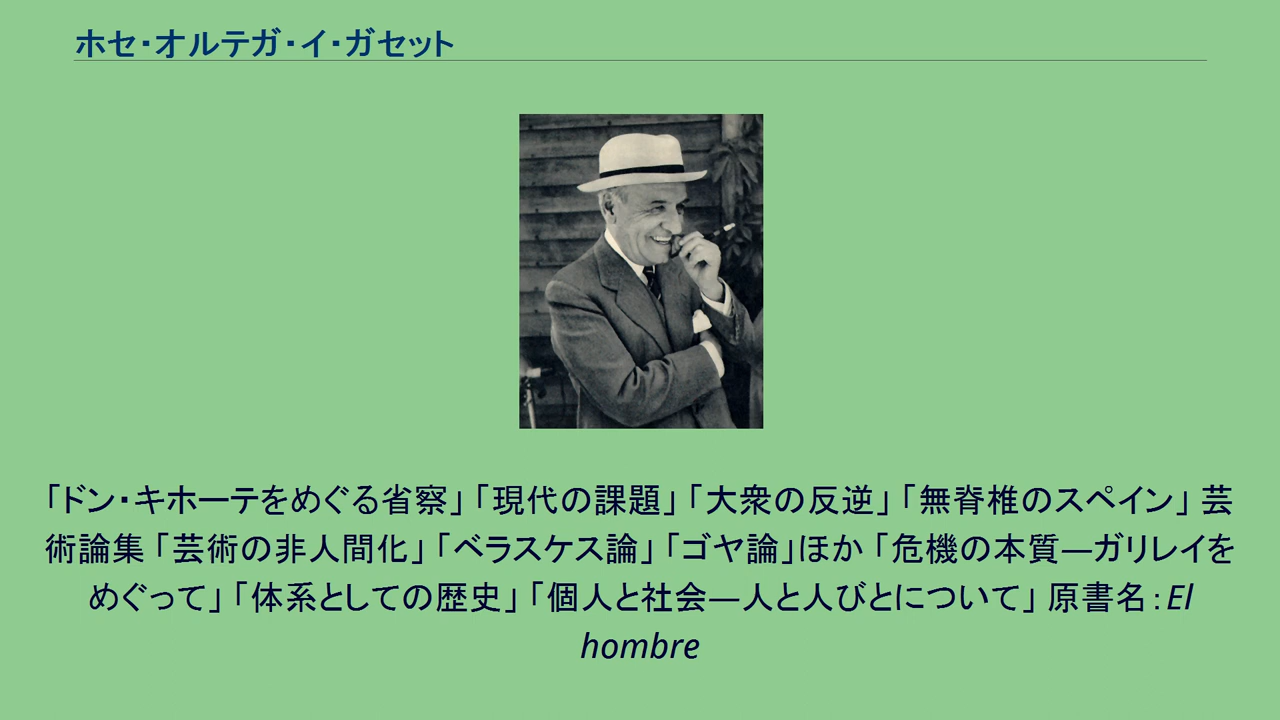 ホセ・オルテガ・イ・ガセット
「ドン・キホーテをめぐる省察」 「現代の課題」 「大衆の反逆」 「無脊椎のスペイン」 芸
術論集 「芸術の非人間化」 「ベラスケス論」 「ゴヤ論」ほか 「危機の本質―ガリレイを
めぐって」 「体系としての歴史」 「個人と社会―人と人びとについて」 原書名：El
hombre